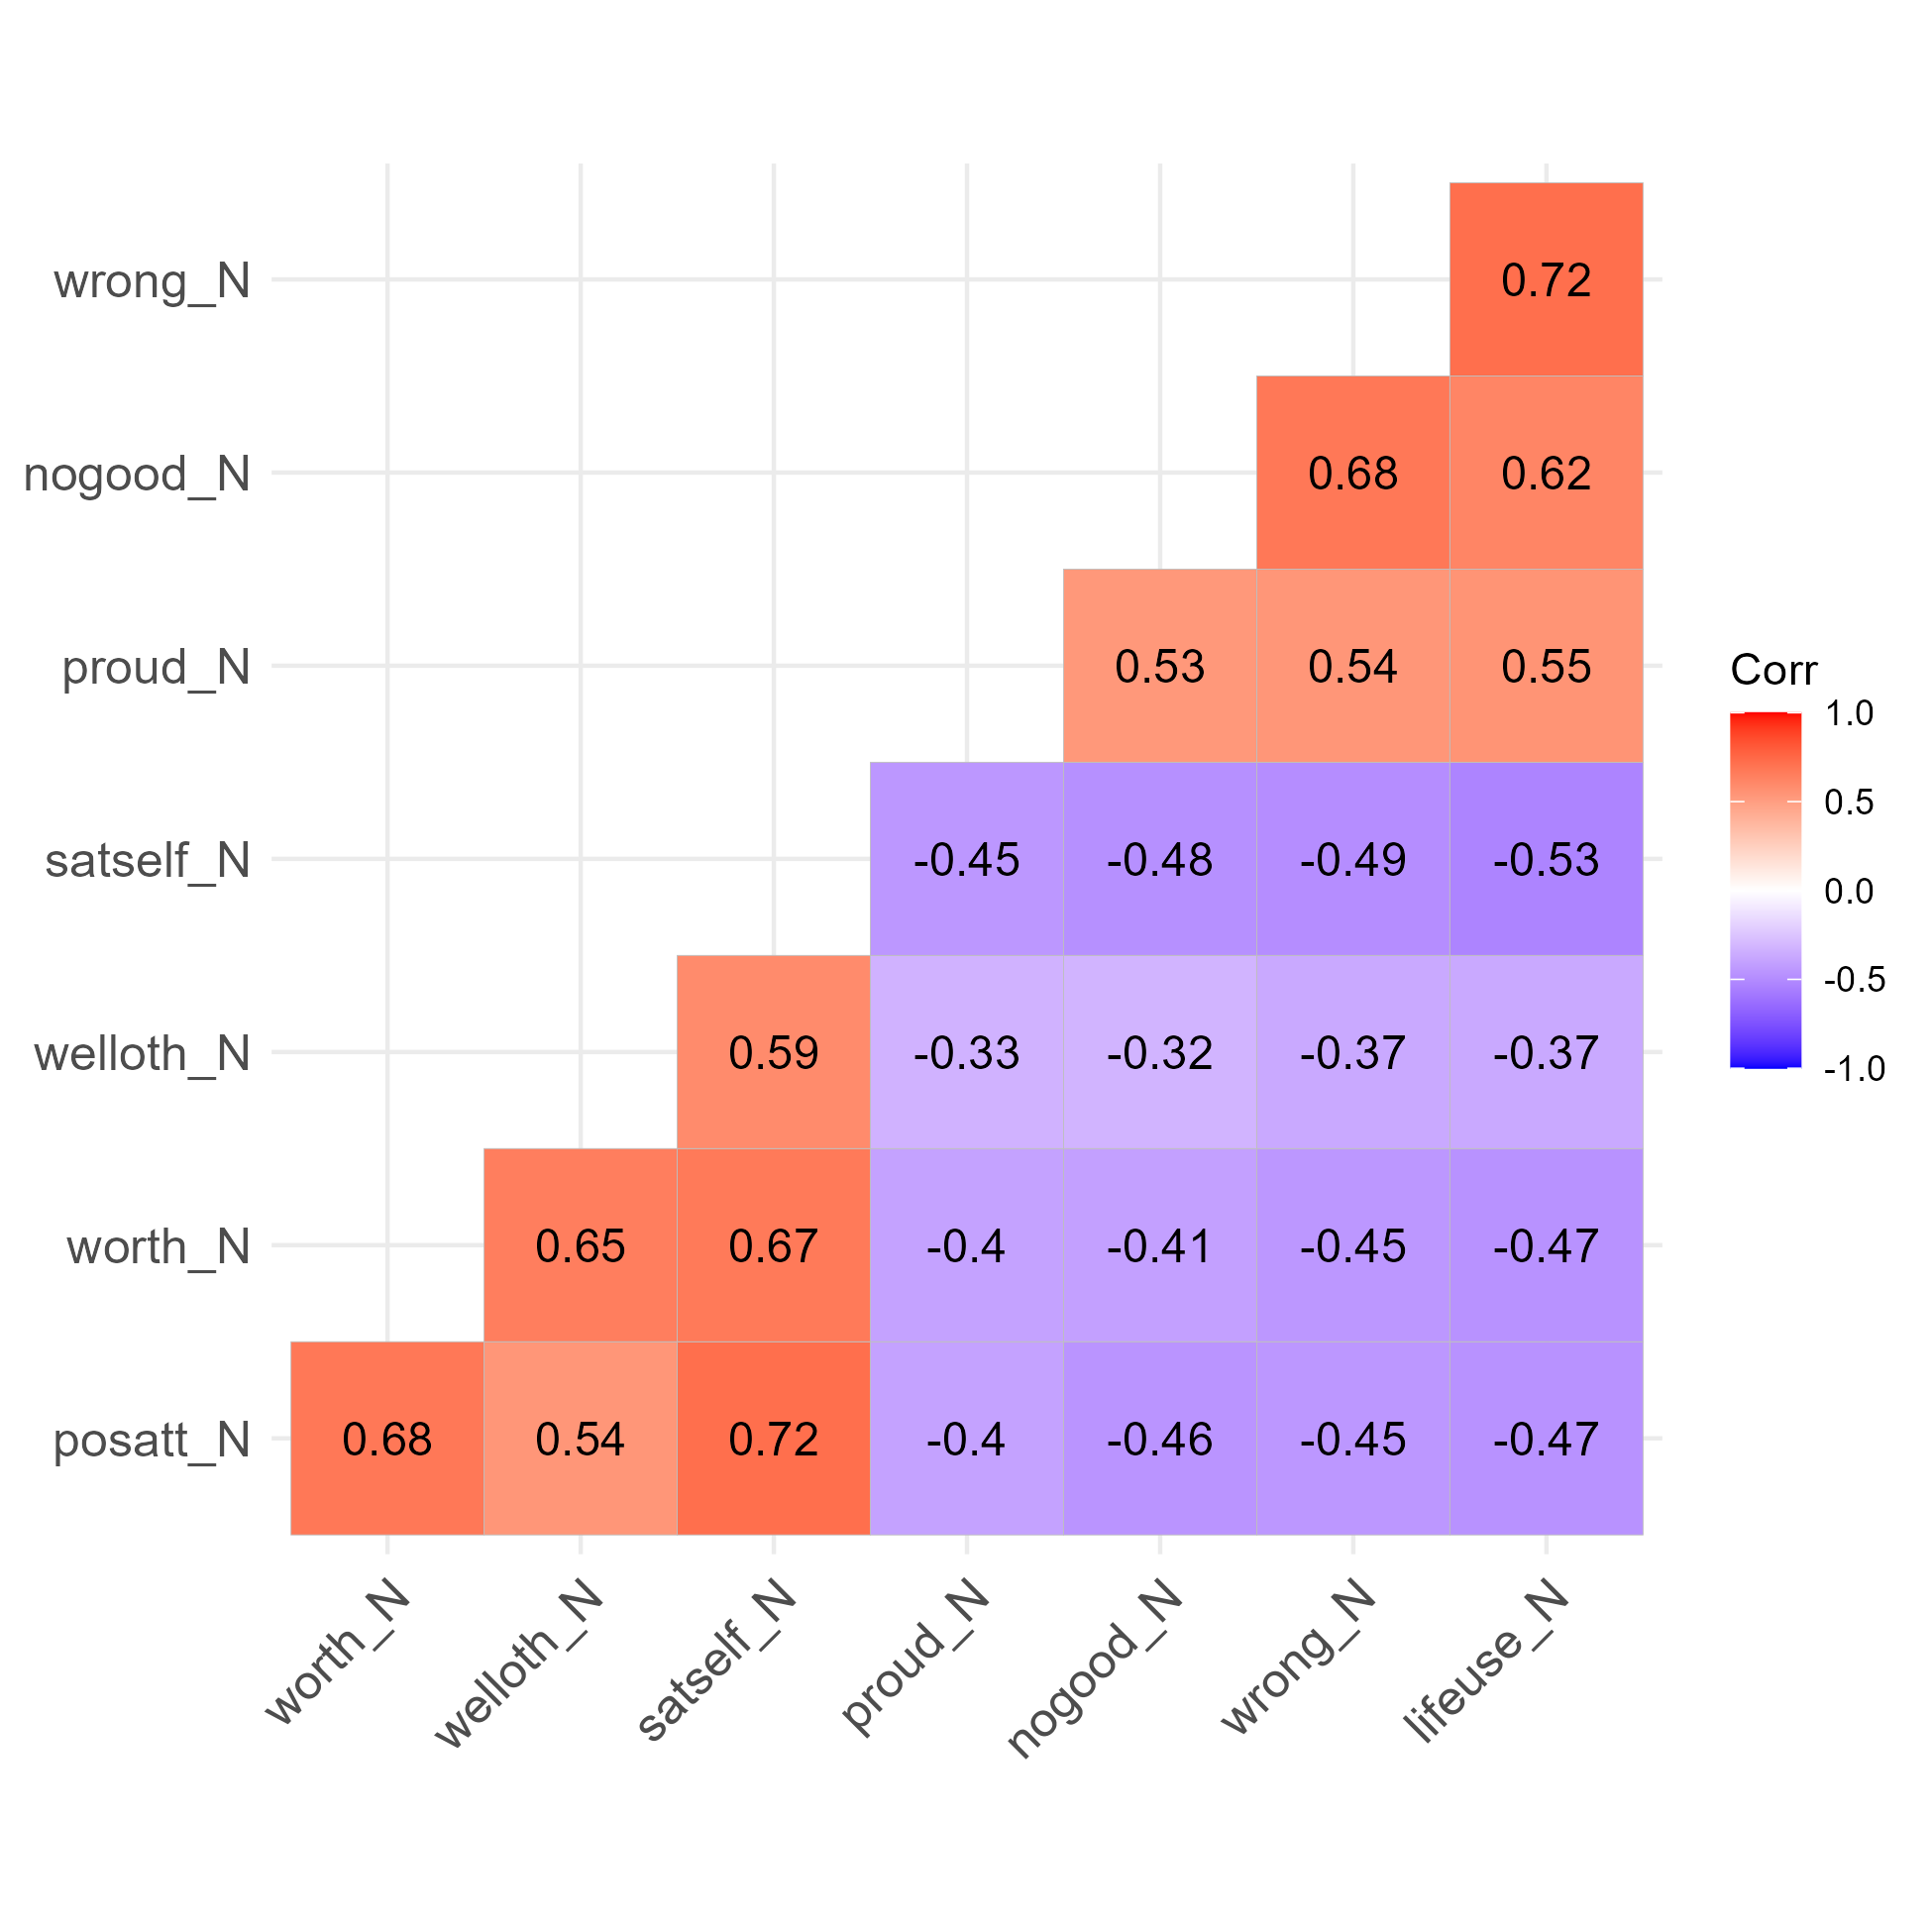 wrong_N 0.72
nogood_N 0.68 0.62
proud_N 0.53 0.54 0.55
satself_N -0.45 -0.48 -0.49 -0.53
welloth_N 0.59 -0.33 -0.32 -0.37 -0.37
worth_N 0.65 0.67 -0.4 -0.41 -0.45 -0.47
posatt_N 0.68 0.54 0.72 -0.4 -0.46 -0.45 -0.47
worth_N welloth_N satself_N proud_N nogood_N wrong_N lifeuse_N
Corr
1.0
0.5
0.0
-0.5
-1.0